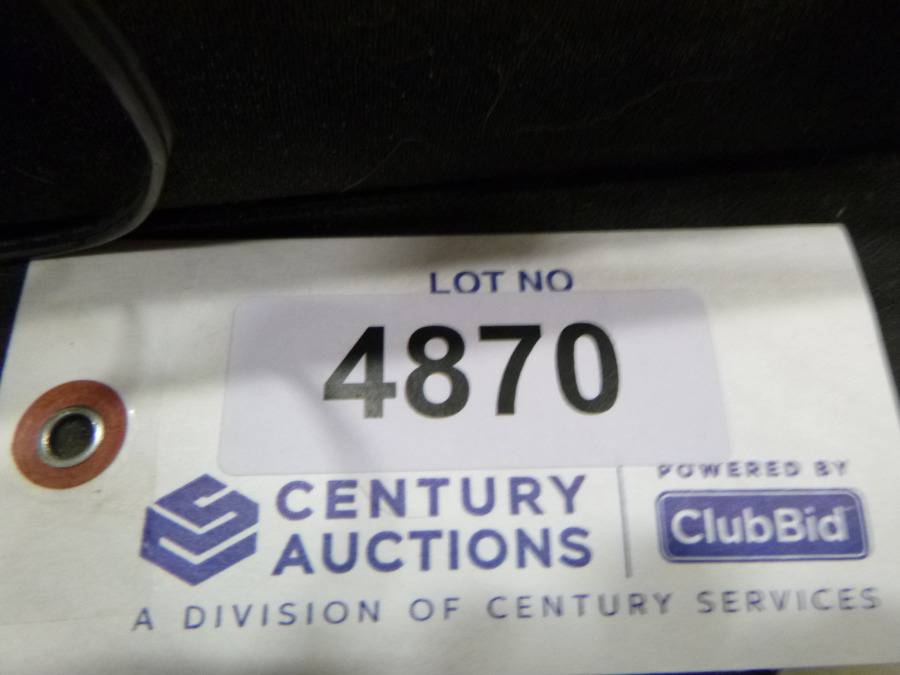 LOT NO
4870
CENTURY
AUCTIONS
POWERED BY
ClubBid
A DIVISION OF CENTURY SERVICES